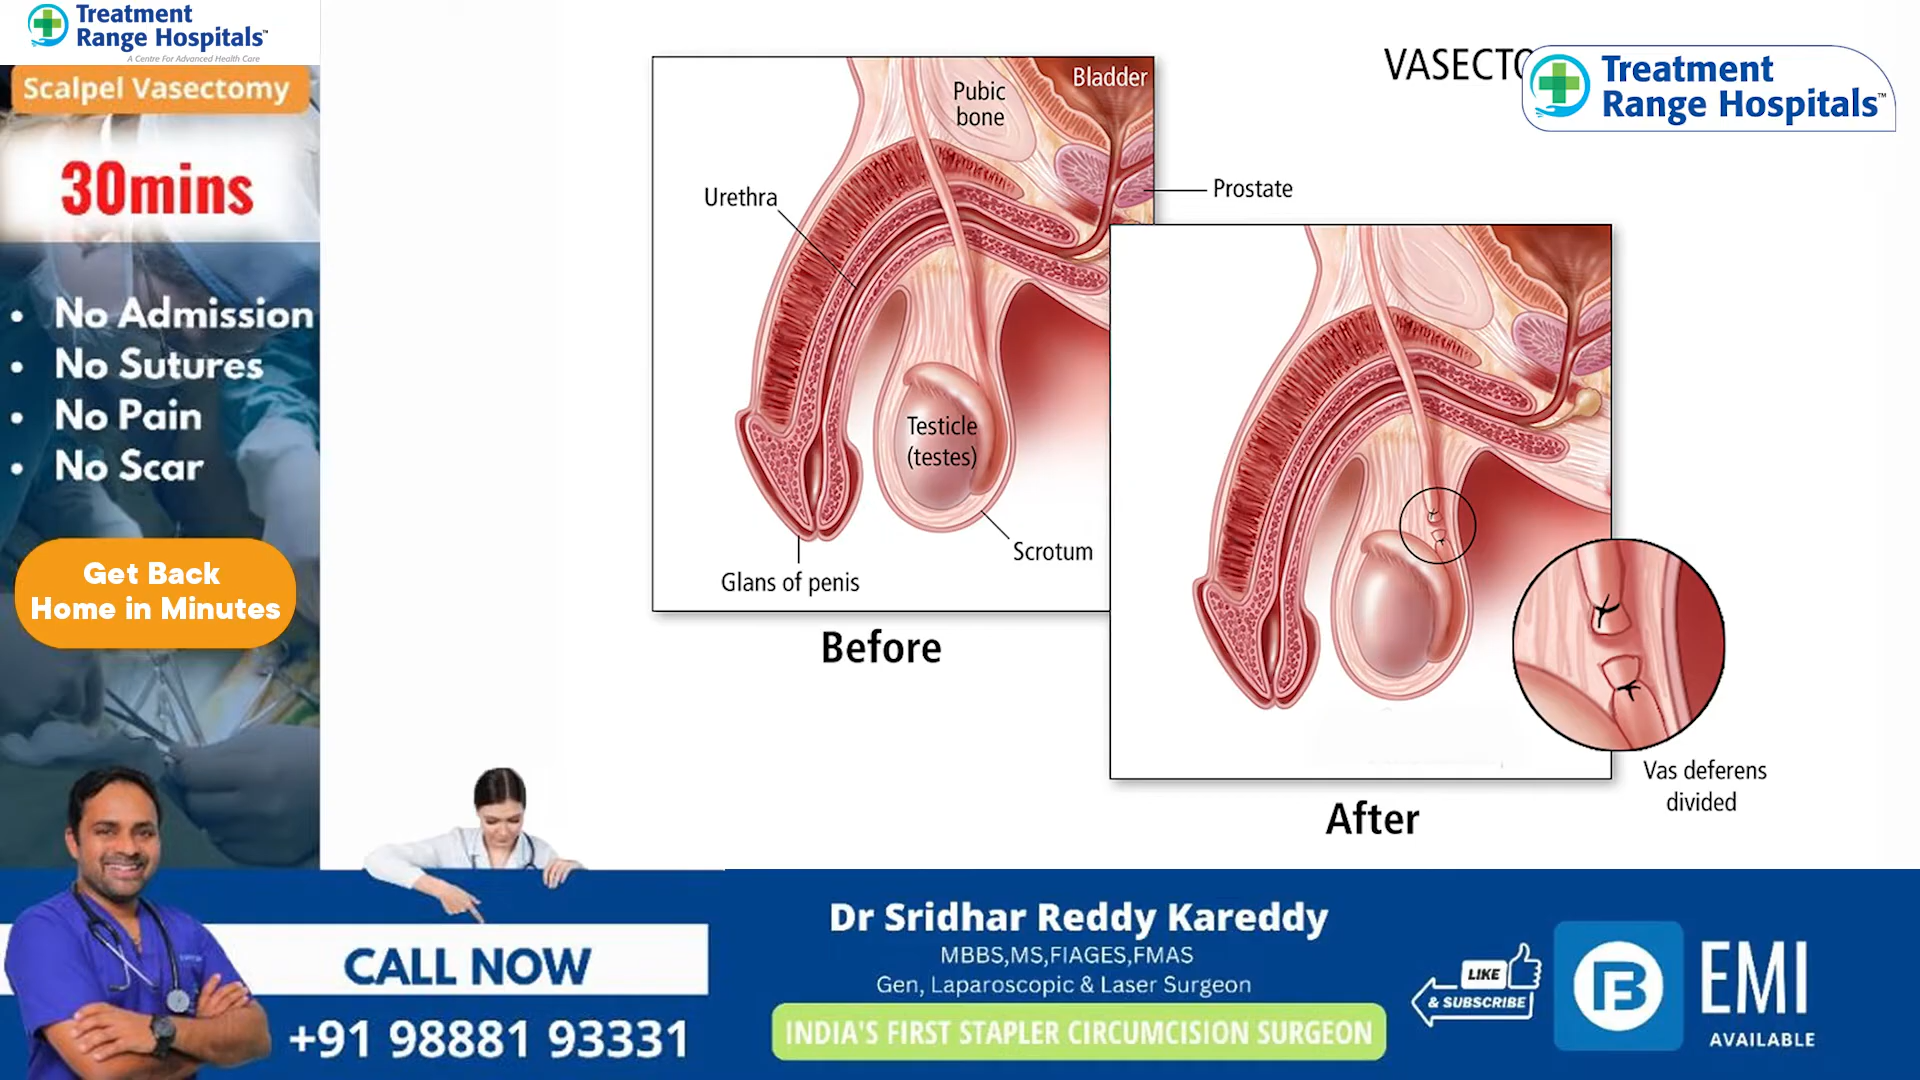 Treatment
Range Hospitals™
A Centre For Advanced Health Care
Scalpel Vasectomy
30mins
• No Admission
• No Sutures
• No Pain
• No Scar
Get Back
Home in Minutes
VASECTO
Treatment
Range Hospitals™
Pubic
bone
Bladder
Urethra
Prostate
Testicle
(testes)
Scrotum
Glans of penis
Before
Vas deferens
divided
After
CALL NOW
+91 98881 93331
Dr Sridhar Reddy Kareddy
MBBS,MS,FIAGES,FMAS
Gen, Laparoscopic & Laser Surgeon
INDIA'S FIRST STAPLER CIRCUMCISION SURGEON
LIKE
& SUBSCRIBE
B
EMI
AVAILABLE